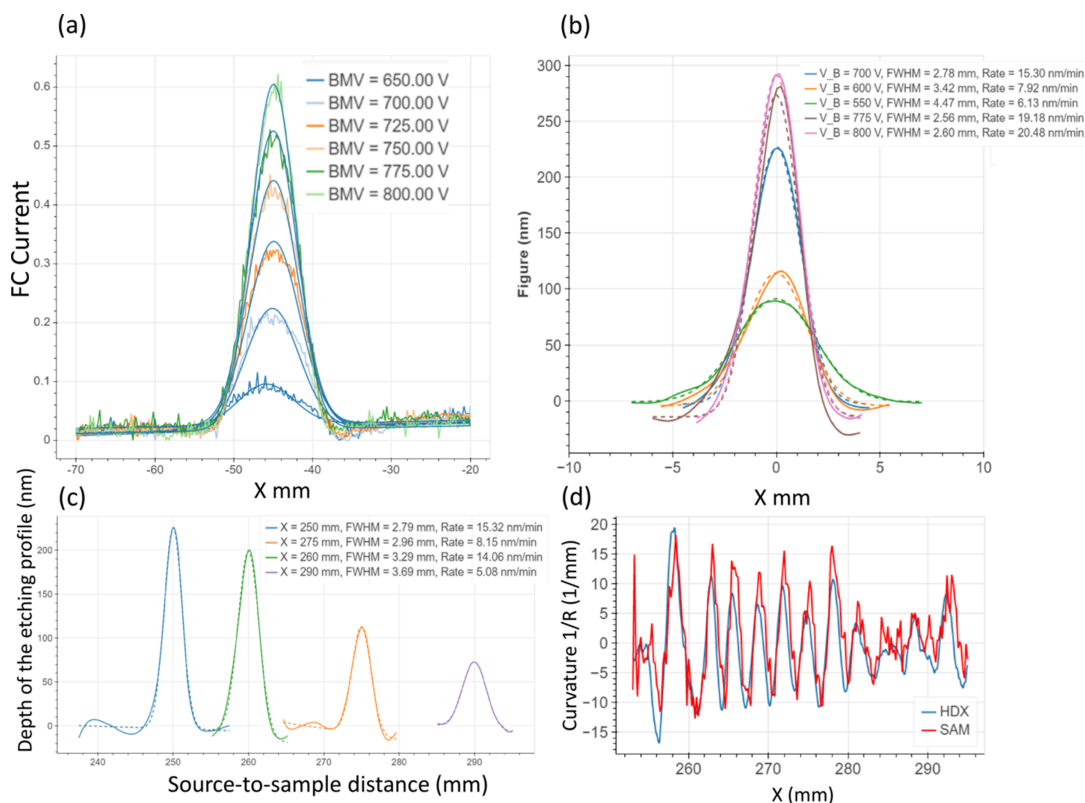 (a)
FC Current
0.6
0.5
0.4
0.3
0.2
0.1
0
-70
-60
-50
-40
-30
-20
X mm
BMV = 650.00 V
BMV = 700.00 V
BMV = 725.00 V
BMV = 750.00 V
BMV = 775.00 V
BMV = 800.00 V
(b)
Figure (nm)
300
250
200
150
100
50
0
-10
-5
0
5
10
X mm
V_B = 700 V, FWHM = 2.78 mm, Rate = 15.30 nm/min
V_B = 600 V, FWHM = 3.42 mm, Rate = 7.92 nm/min
V_B = 550 V, FWHM = 4.47 mm, Rate = 6.13 nm/min
V_B = 775 V, FWHM = 2.56 mm, Rate = 19.18 nm/min
V_B = 800 V, FWHM = 2.60 mm, Rate = 20.48 nm/min
(c)
Depth of the etching profile (nm)
200
150
100
50
0
240
250
260
270
280
290
Source-to-sample distance (mm)
X = 250 mm, FWHM = 2.79 mm, Rate = 15.32 nm/min
X = 275 mm, FWHM = 2.96 mm, Rate = 8.15 nm/min
X = 260 mm, FWHM = 3.29 mm, Rate = 14.06 nm/min
X = 290 mm, FWHM = 3.69 mm, Rate = 5.08 nm/min
(d)
Curvature 1/R (1/mm)
20
15
10
5
0
-5
-10
-15
260
270
280
290
X (mm)
HDX
SAM